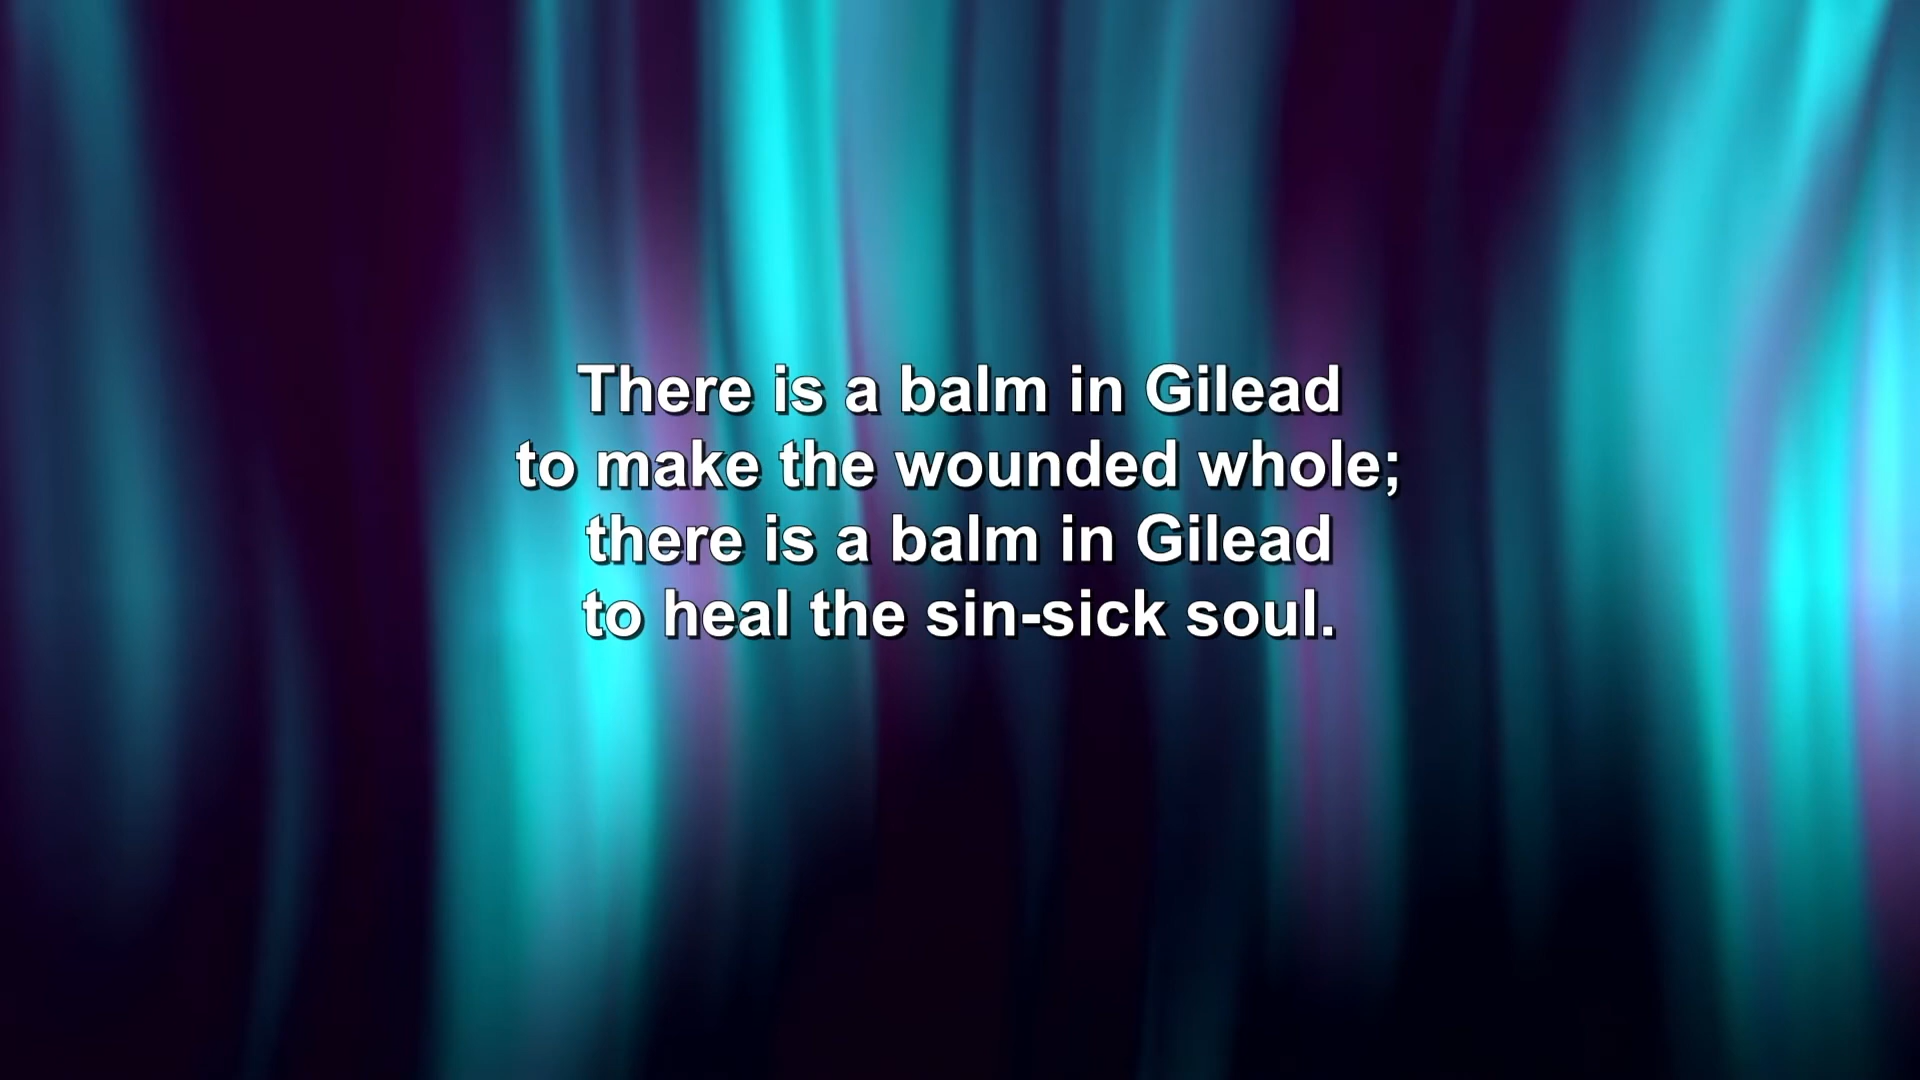 There is a balm in Gilead
to make the wounded whole;
there is a balm in Gilead
to heal the sin-sick soul.